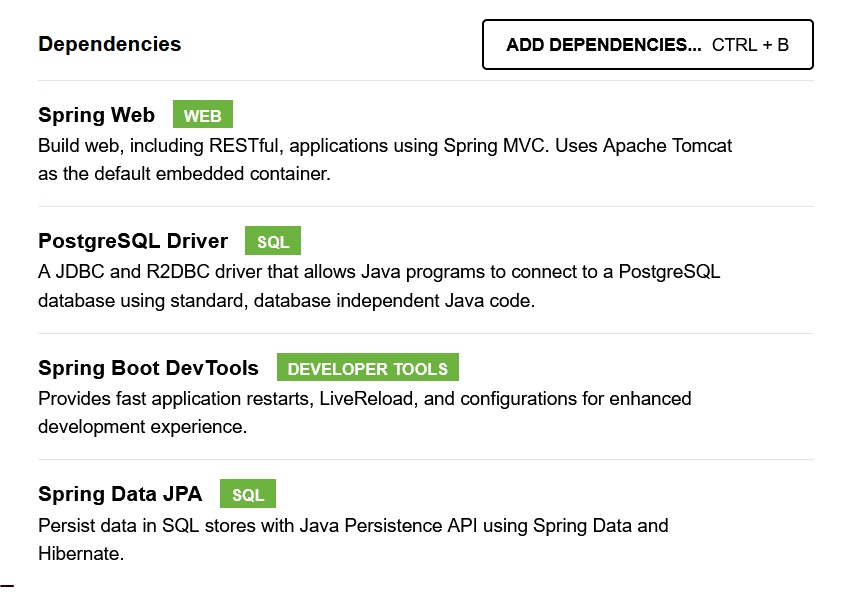 Dependencies
ADD DEPENDENCIES... CTRL + B
Spring Web WEB
Build web, including RESTful, applications using Spring MVC. Uses Apache Tomcat
as the default embedded container.
PostgreSQL Driver SQL
A JDBC and R2DBC driver that allows Java programs to connect to a PostgreSQL
database using standard, database independent Java code.
Spring Boot DevTools DEVELOPER TOOLS
Provides fast application restarts, LiveReload, and configurations for enhanced
development experience.
Spring Data JPA SQL
Persist data in SQL stores with Java Persistence API using Spring Data and
Hibernate.